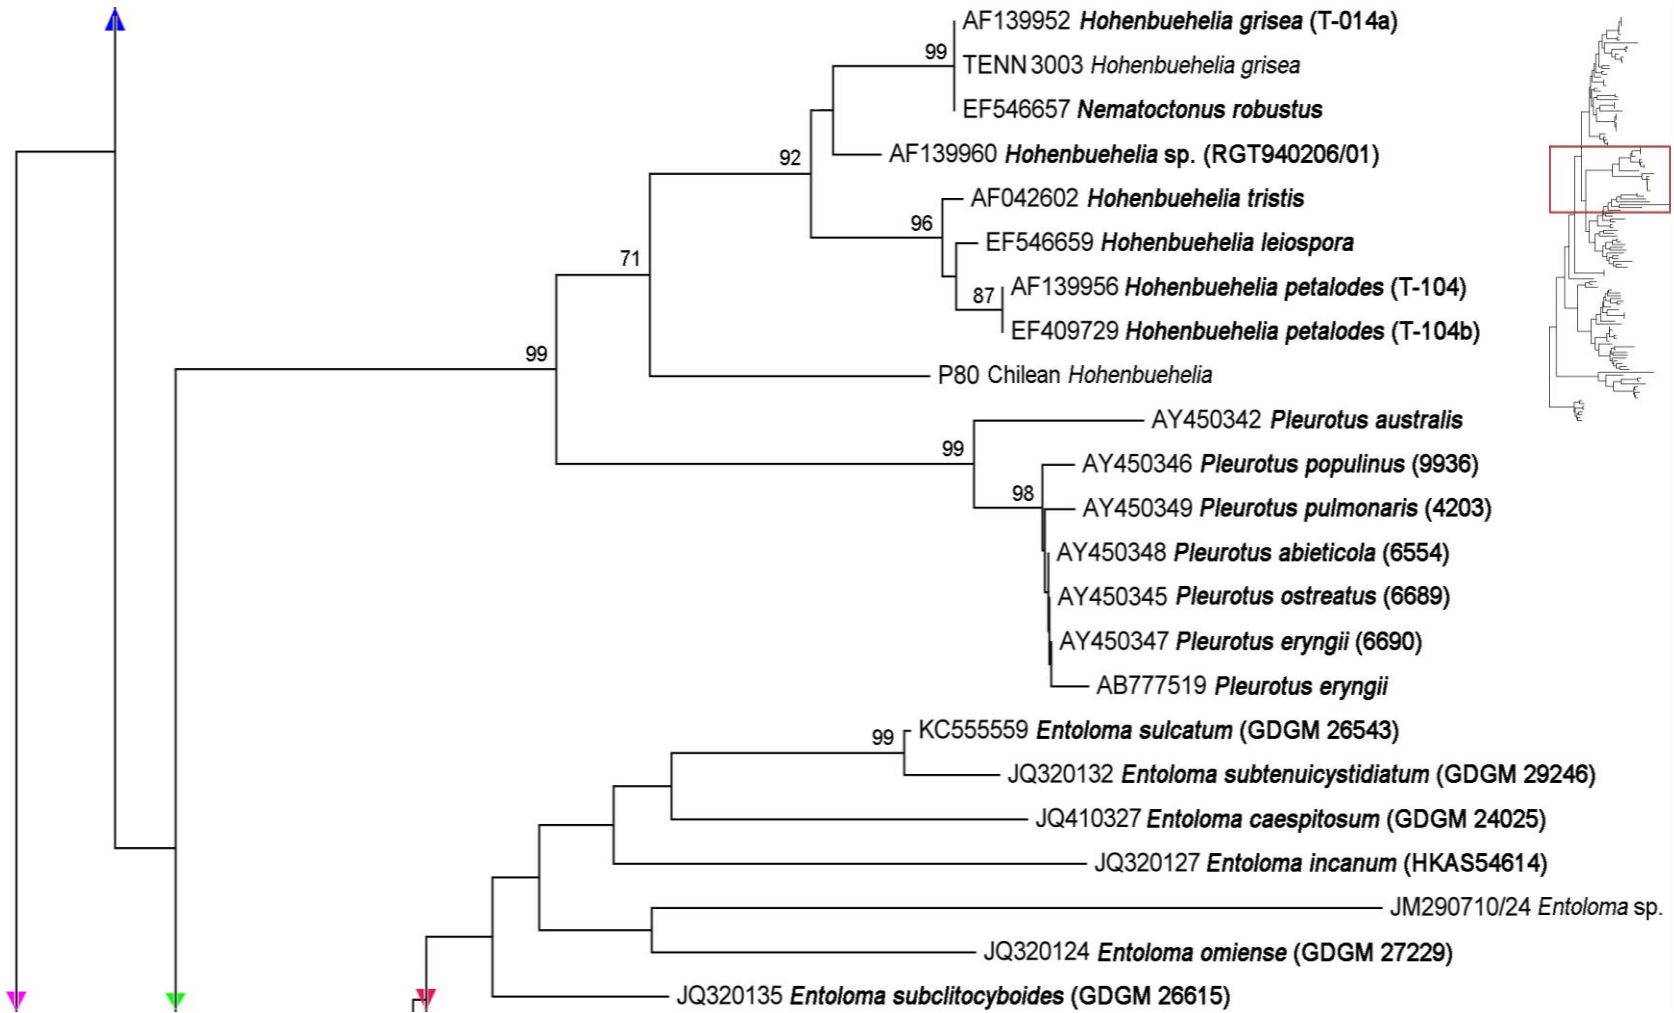 AF139952 Hohenbuehelia grisea (T-014a)
99
TENN 3003 Hohenbuehelia grisea
EF546657 Nematoctonus robustus
92
AF139960 Hohenbuehelia sp. (RGT940206/01)
AF042602 Hohenbuehelia tristis
96
EF546659 Hohenbuehelia leiospora
71
AF139956 Hohenbuehelia petalodes (T-104)
87
EF409729 Hohenbuehelia petalodes (T-104b)
99
P80 Chilean Hohenbuehelia
AY450342 Pleurotus australis
99
AY450346 Pleurotus populinus (9936)
98
AY450349 Pleurotus pulmonaris (4203)
AY450348 Pleurotus abieticola (6554)
AY450345 Pleurotus ostreatus (6689)
AY450347 Pleurotus eryngii (6690)
AB777519 Pleurotus eryngii
KC555559 Entoloma sulcatum (GDGM 26543)
99
JQ320132 Entoloma subtenuicystidiatum (GDGM 29246)
JQ410327 Entoloma caespitosum (GDGM 24025)
JQ320127 Entoloma incanum (HKAS54614)
JM290710/24 Entoloma sp.
JQ320124 Entoloma omiense (GDGM 27229)
JQ320135 Entoloma subclitocyboides (GDGM 26615)